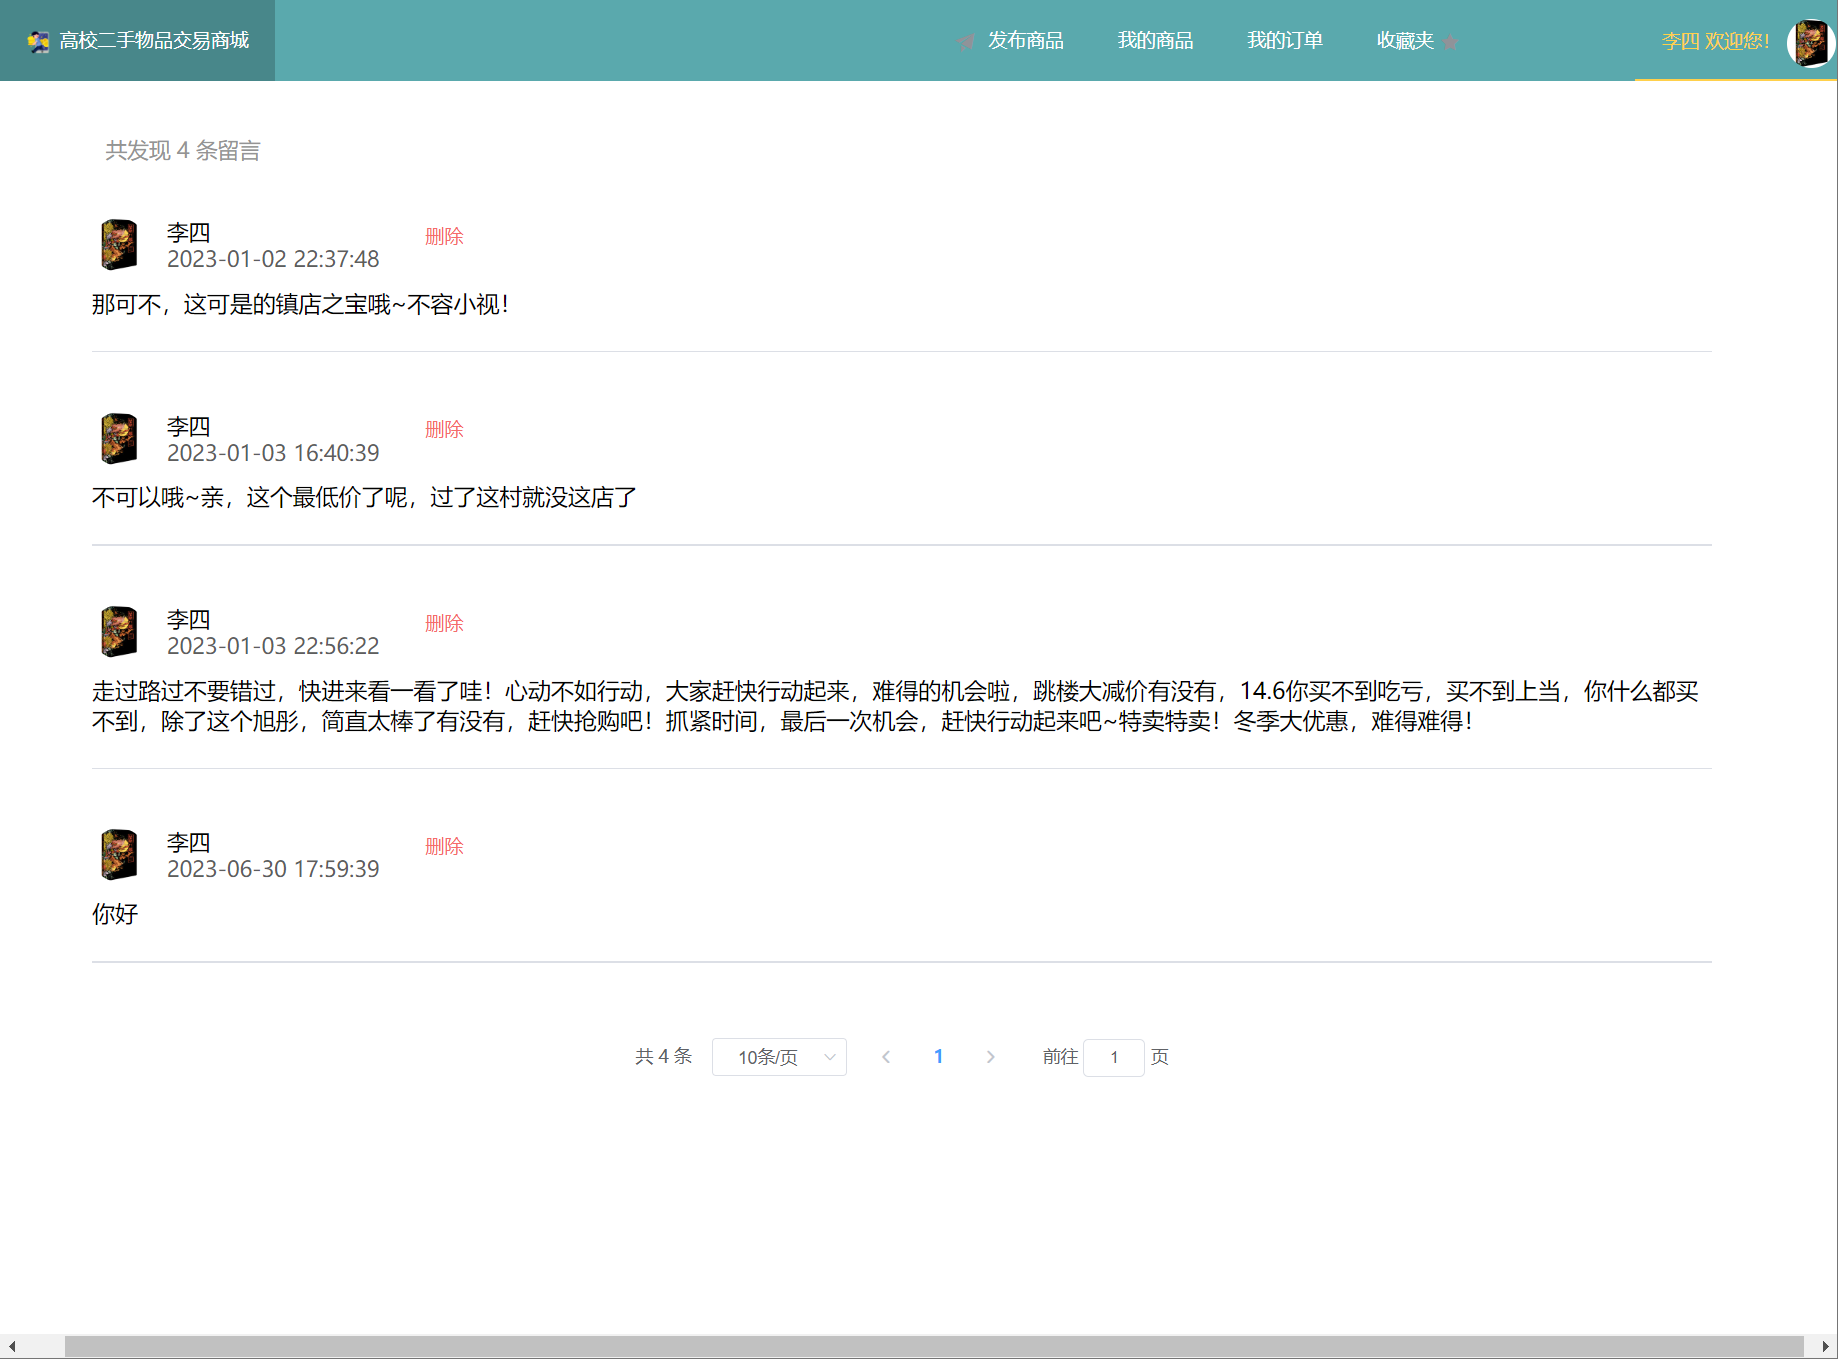 高校二手物品交易商城 发布商品 我的商品 我的订单 收藏夹 李四 欢迎您！
共发现 4 条留言
李四 删除
2023-01-02 22:37:48
那可不，这可是的镇店之宝哦~不容小视！
李四 删除
2023-01-03 16:40:39
不可以哦~亲，这个最低价了呢，过了这村就没这店了
李四 删除
2023-01-03 22:56:22
走过路过不要错过，快进来看一看了哇！心动不如行动，大家赶快行动起来，难得的机会啦，跳楼大减价有没有，14.6你买不到吃亏，买不到上当，你什么都买
不到，除了这个旭彤，简直太棒了有没有，赶快抢购吧！抓紧时间，最后一次机会，赶快行动起来吧~特卖特卖！冬季大优惠，难得难得！
李四 删除
2023-06-30 17:59:39
你好
共 4 条 10条/页 1 前往 1 页